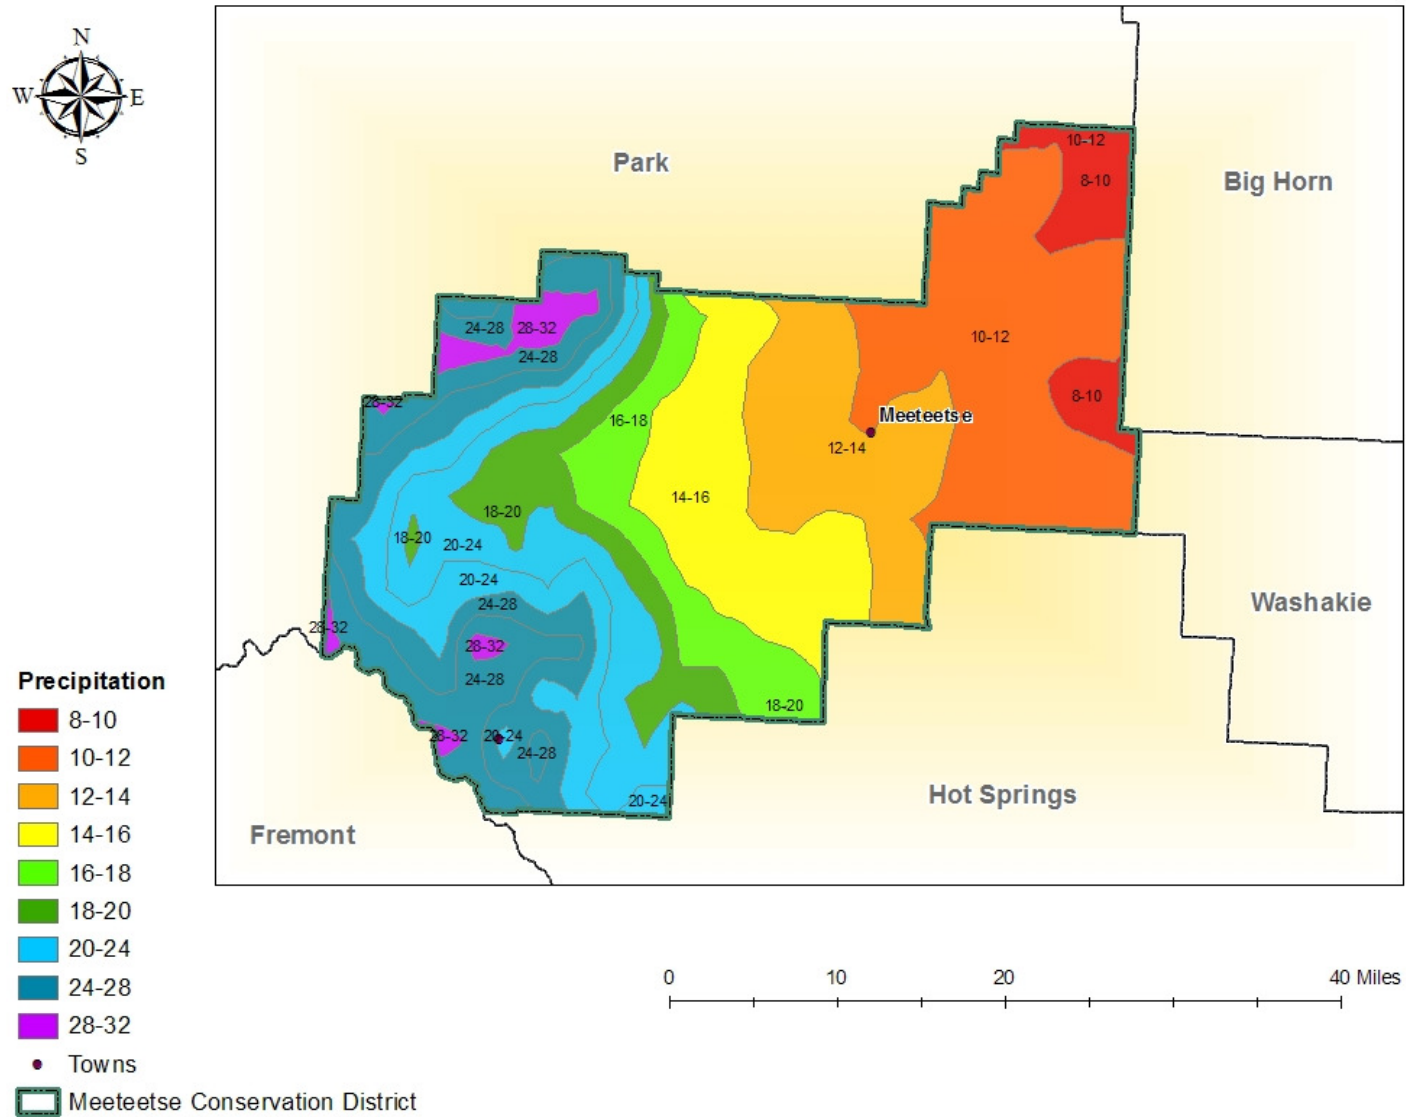 N
W E
S
Park
Big Horn
10-12
8-10
24-28
28-32
24-28
10-12
28-32
8-10
Meeteetse
16-18
12-14
14-16
18-20
18-20
20-24
20-24
24-28
Washakie
28-32
28-32
24-28
18-20
28-32
20-24
24-28
20-24
Hot Springs
Fremont
Precipitation
8-10
10-12
12-14
14-16
16-18
18-20
20-24
24-28
28-32
Towns
Meeteetse Conservation District
0 10 20 40 Miles